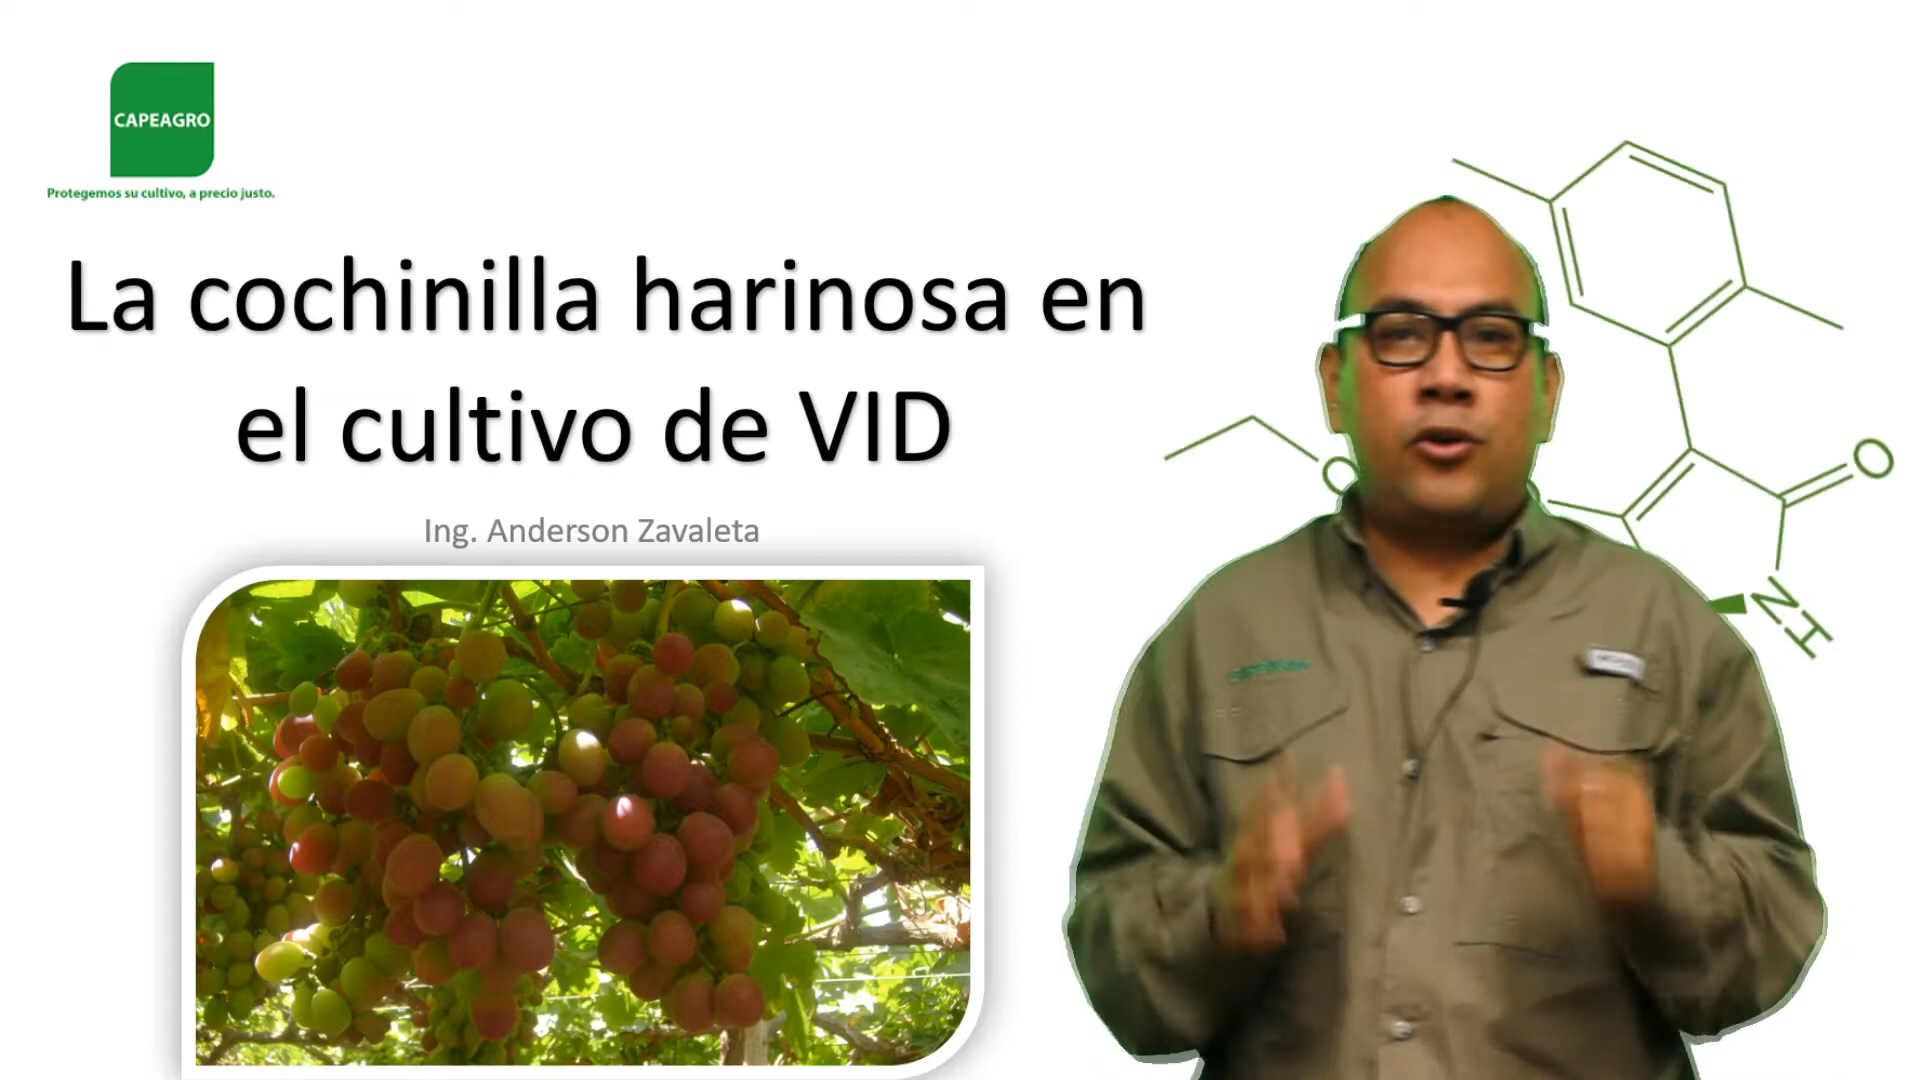 CAPEAGRO
Protegemos su cultivo, a precio justo.
La cochinilla harinosa en
el cultivo de VID
Ing. Anderson Zavaleta
O
O
NH